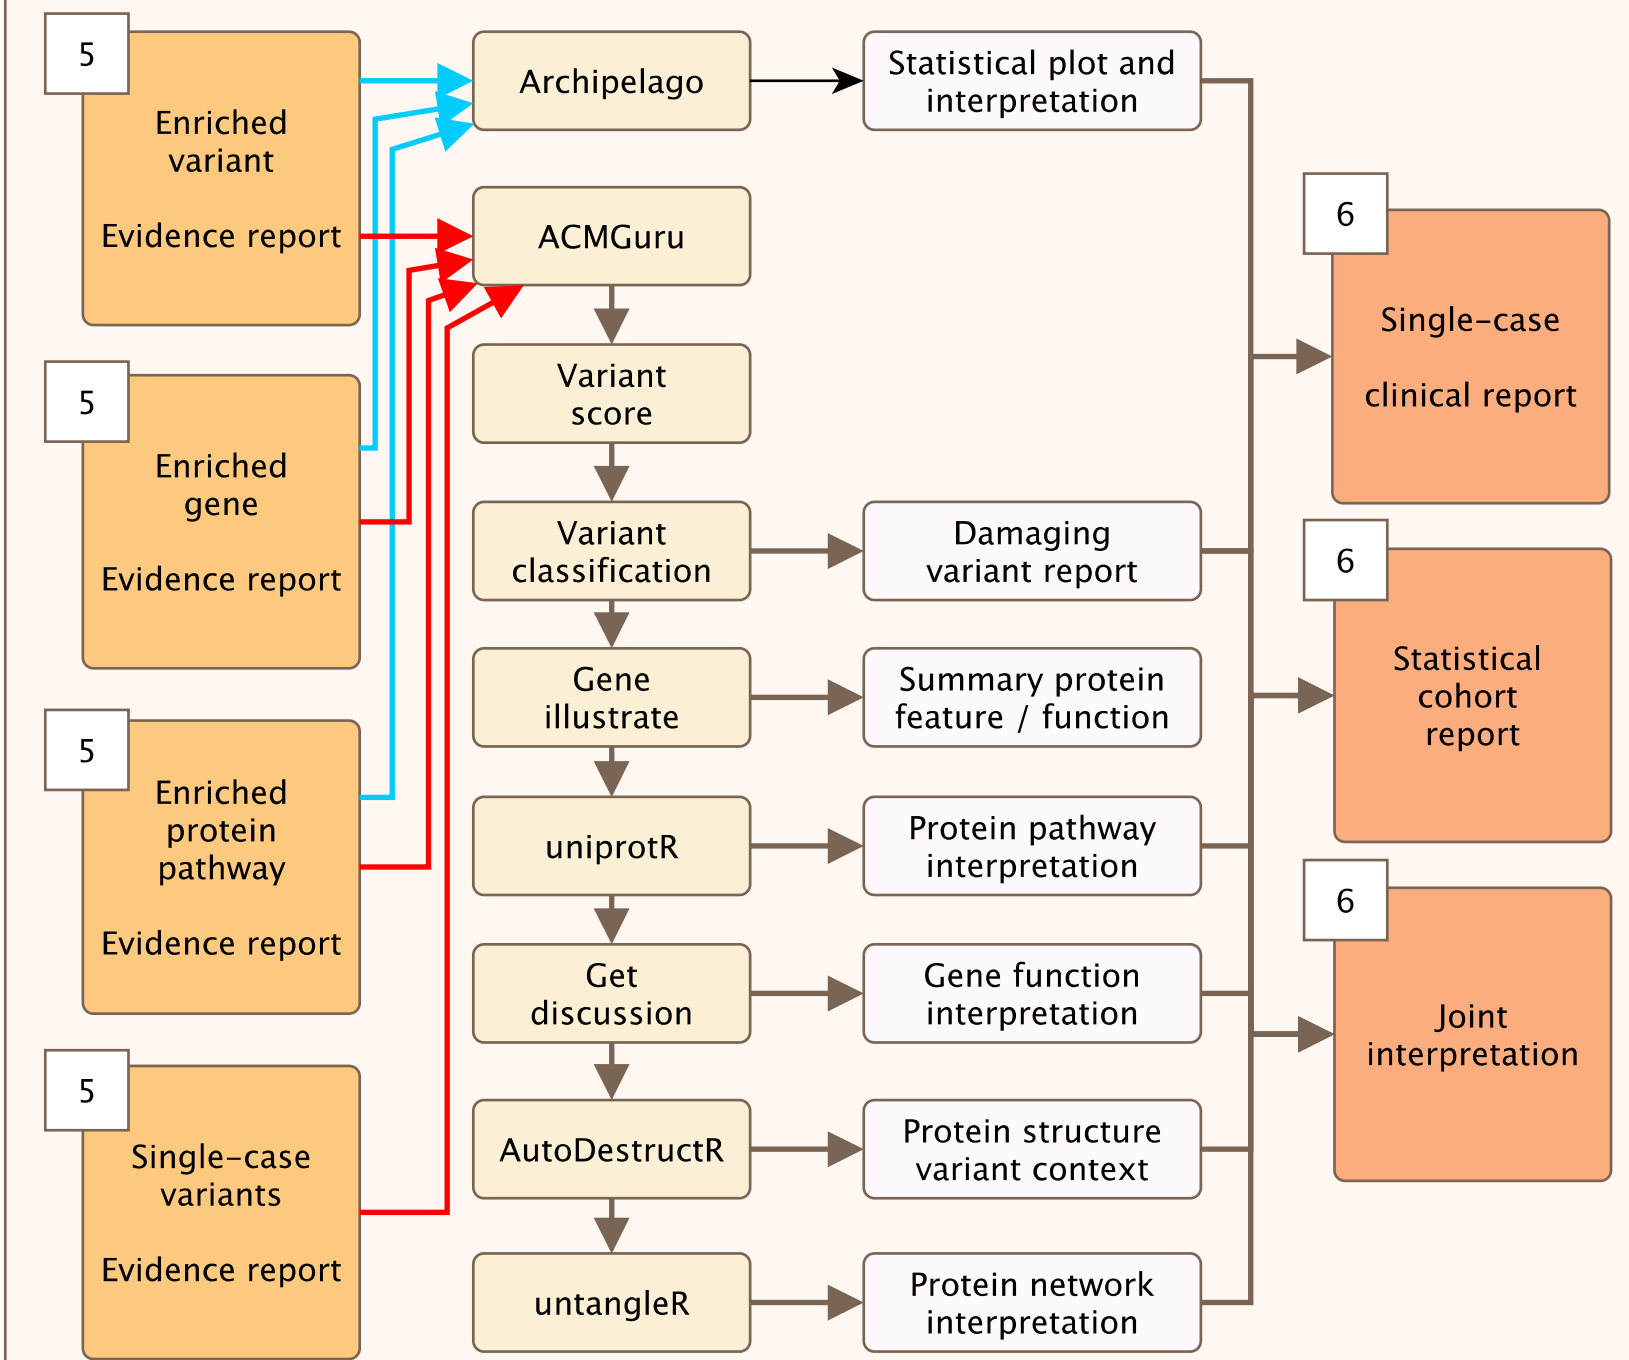 5
Enriched
variant
Evidence report
5
Enriched
gene
Evidence report
5
Enriched
protein
pathway
Evidence report
5
Single-case
variants
Evidence report
Archipelago
ACMGuru
Variant
score
Variant
classification
Gene
illustrate
uniprotR
Get
discussion
AutoDestructR
untangleR
Statistical plot and
interpretation
Damaging
variant report
Summary protein
feature / function
Protein pathway
interpretation
Gene function
interpretation
Protein structure
variant context
Protein network
interpretation
6
Single-case
clinical report
6
Statistical
cohort
report
6
Joint
interpretation